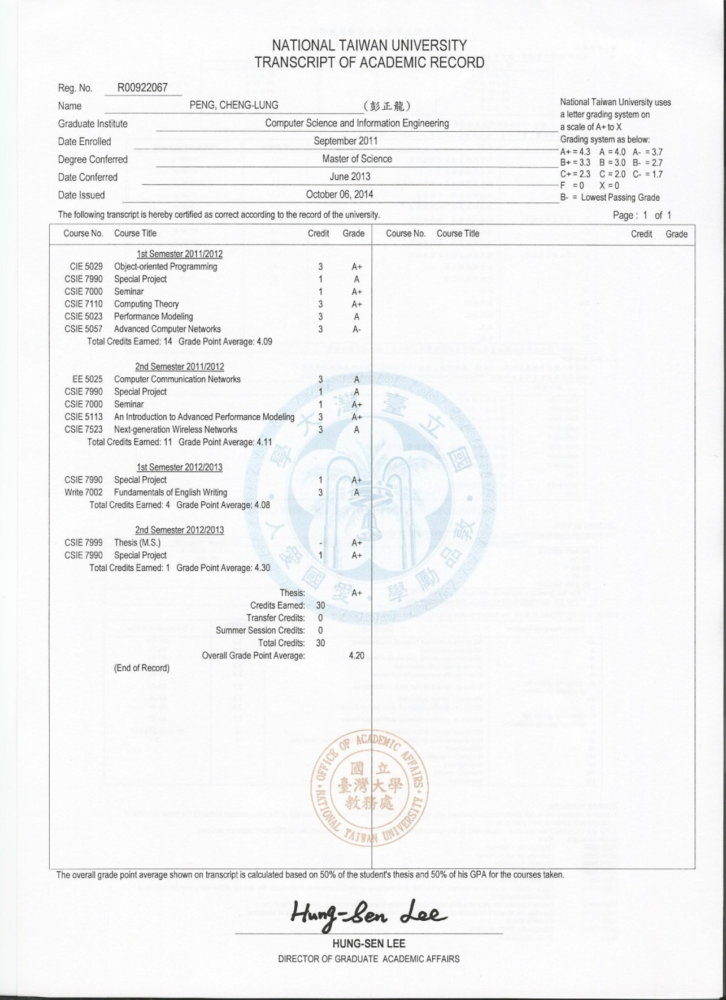 NATIONAL TAIWAN UNIVERSITY
TRANSCRIPT OF ACADEMIC RECORD
Reg. No. R00922067
Name PENG, CHENG-LUNG (彭正龍)
Graduate Institute Computer Science and Information Engineering
Date Enrolled September 2011
Degree Conferred Master of Science
Date Conferred June 2013
Date Issued October 06, 2014
National Taiwan University uses
a letter grading system on
a scale of A+ to X
Grading system as below:
A+ = 4.3 A = 4.0 A- = 3.7
B+ = 3.3 B = 3.0 B- = 2.7
C+ = 2.3 C = 2.0 C- = 1.7
F = 0 X = 0
B- = Lowest Passing Grade
The following transcript is hereby certified as correct according to the record of the university. Page : 1 of 1
Course No. Course Title Credit Grade Course No. Course Title Credit Grade
1st Semester 2011/2012
CIE 5029 Object-oriented Programming 3 A+
CSIE 7990 Special Project 1 A
CSIE 7000 Seminar 1 A+
CSIE 7110 Computing Theory 3 A+
CSIE 5023 Performance Modeling 3 A
CSIE 5057 Advanced Computer Networks 3 A-
Total Credits Earned: 14 Grade Point Average: 4.09
2nd Semester 2011/2012
EE 5025 Computer Communication Networks 3 A
CSIE 7990 Special Project 1 A
CSIE 7000 Seminar 1 A+
CSIE 5113 An Introduction to Advanced Performance Modeling 3 A+
CSIE 7523 Next-generation Wireless Networks 3 A
Total Credits Earned: 11 Grade Point Average: 4.11
1st Semester 2012/2013
CSIE 7990 Special Project 1 A+
Write 7002 Fundamentals of English Writing 3 A
Total Credits Earned: 4 Grade Point Average: 4.08
2nd Semester 2012/2013
CSIE 7999 Thesis (M.S.) - A+
CSIE 7990 Special Project 1 A+
Total Credits Earned: 1 Grade Point Average: 4.30
Thesis: A+
Credits Earned: 30
Transfer Credits: 0
Summer Session Credits: 0
Total Credits: 30
Overall Grade Point Average: 4.20
(End of Record)
國立臺灣大學
敦品勵學·愛國愛人
OFFICE OF ACADEMIC AFFAIRS
國立
臺灣大學
教務處
NATIONAL TAIWAN UNIVERSITY
The overall grade point average shown on transcript is calculated based on 50% of the student's thesis and 50% of his GPA for the courses taken.
Hung-Sen Lee
HUNG-SEN LEE
DIRECTOR OF GRADUATE ACADEMIC AFFAIRS